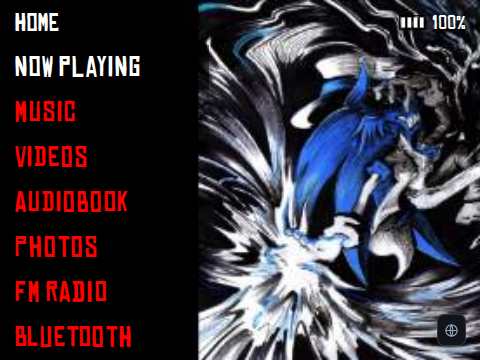 HOME
100%
NOW PLAYING
MUSIC
VIDEOS
AUDIOBOOK
PHOTOS
FM RADIO
BLUETOOTH